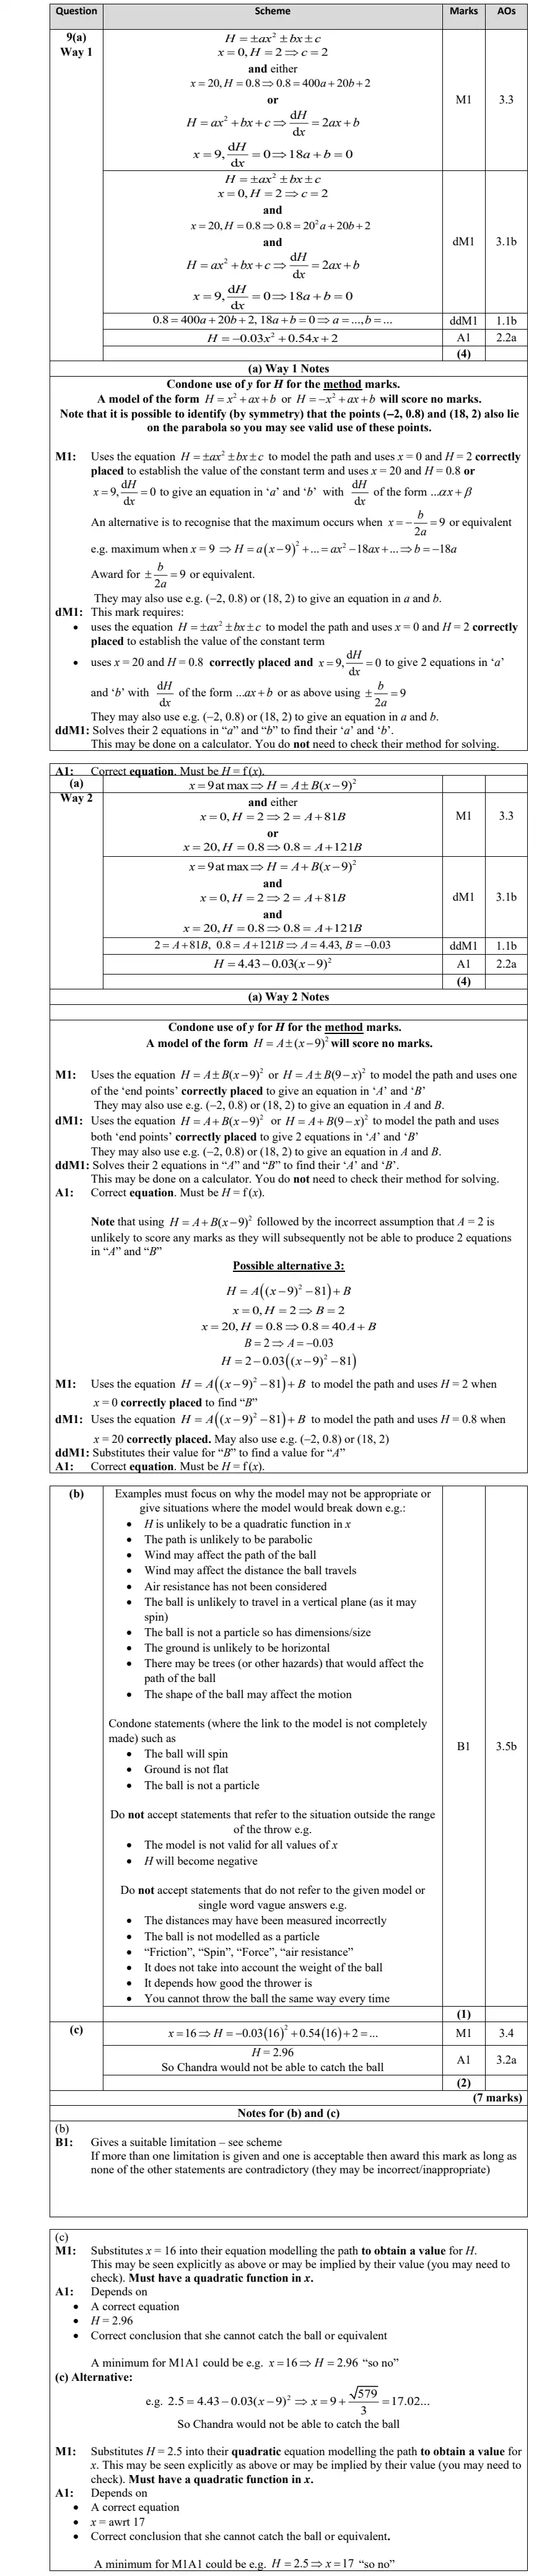 Question Scheme Marks AOs
9(a) H = ±ax² ± bx ± c
Way 1 x = 0, H = 2 ⇒ c = 2
and either
x = 20, H = 0.8 ⇒ 0.8 = 400a + 20b + 2
or M1 3.3
H = ax² + bx + c ⇒ dH/dx = 2ax + b
x = 9, dH/dx = 0 ⇒ 18a + b = 0
H = ±ax² ± bx ± c
x = 0, H = 2 ⇒ c = 2
and
x = 20, H = 0.8 ⇒ 0.8 = 20²a + 20b + 2
and dM1 3.1b
H = ax² + bx + c ⇒ dH/dx = 2ax + b
x = 9, dH/dx = 0 ⇒ 18a + b = 0
0.8 = 400a + 20b + 2, 18a + b = 0 ⇒ a = ..., b = ... ddM1 1.1b
H = −0.03x² + 0.54x + 2 A1 2.2a
(4)
(a) Way 1 Notes
Condone use of y for H for the method marks.
A model of the form H = x² + ax + b or H = −x² + ax + b will score no marks.
Note that it is possible to identify (by symmetry) that the points (−2, 0.8) and (18, 2) also lie
on the parabola so you may see valid use of these points.
M1: Uses the equation H = ±ax² ± bx ± c to model the path and uses x = 0 and H = 2 correctly
placed to establish the value of the constant term and uses x = 20 and H = 0.8 or
x = 9, dH/dx = 0 to give an equation in ‘a’ and ‘b’ with dH/dx of the form ...αx + β
An alternative is to recognise that the maximum occurs when x = −b/2a = 9 or equivalent
e.g. maximum when x = 9 ⇒ H = a(x − 9)² + ... = ax² − 18ax + ... ⇒ b = −18a
Award for ± b/2a = 9 or equivalent.
They may also use e.g. (−2, 0.8) or (18, 2) to give an equation in a and b.
dM1: This mark requires:
• uses the equation H = ±ax² ± bx ± c to model the path and uses x = 0 and H = 2 correctly
placed to establish the value of the constant term
• uses x = 20 and H = 0.8 correctly placed and x = 9, dH/dx = 0 to give 2 equations in ‘a’
and ‘b’ with dH/dx of the form ...ax + b or as above using ± b/2a = 9
They may also use e.g. (−2, 0.8) or (18, 2) to give an equation in a and b.
ddM1: Solves their 2 equations in “a” and “b” to find their ‘a’ and ‘b’.
This may be done on a calculator. You do not need to check their method for solving.
A1: Correct equation. Must be H = f(x).
(a) x = 9 at max ⇒ H = A ± B(x − 9)²
Way 2 and either
x = 0, H = 2 ⇒ 2 = A + 81B M1 3.3
or
x = 20, H = 0.8 ⇒ 0.8 = A + 121B
x = 9 at max ⇒ H = A + B(x − 9)²
and
x = 0, H = 2 ⇒ 2 = A + 81B dM1 3.1b
and
x = 20, H = 0.8 ⇒ 0.8 = A + 121B
2 = A + 81B, 0.8 = A + 121B ⇒ A = 4.43, B = −0.03 ddM1 1.1b
H = 4.43 − 0.03(x − 9)² A1 2.2a
(4)
(a) Way 2 Notes
Condone use of y for H for the method marks.
A model of the form H = A ± (x − 9)² will score no marks.
M1: Uses the equation H = A ± B(x − 9)² or H = A ± B(9 − x)² to model the path and uses one
of the ‘end points’ correctly placed to give an equation in ‘A’ and ‘B’
They may also use e.g. (−2, 0.8) or (18, 2) to give an equation in A and B.
dM1: Uses the equation H = A + B(x − 9)² or H = A + B(9 − x)² to model the path and uses
both ‘end points’ correctly placed to give 2 equations in ‘A’ and ‘B’
They may also use e.g. (−2, 0.8) or (18, 2) to give an equation in A and B.
ddM1: Solves their 2 equations in “A” and “B” to find their ‘A’ and ‘B’.
This may be done on a calculator. You do not need to check their method for solving.
A1: Correct equation. Must be H = f(x).
Note that using H = A + B(x − 9)² followed by the incorrect assumption that A = 2 is
unlikely to score any marks as they will subsequently not be able to produce 2 equations
in “A” and “B”
Possible alternative 3:
H = A((x − 9)² − 81) + B
x = 0, H = 2 ⇒ B = 2
x = 20, H = 0.8 ⇒ 0.8 = 40A + B
B = 2 ⇒ A = −0.03
H = 2 − 0.03((x − 9)² − 81)
M1: Uses the equation H = A((x − 9)² − 81) + B to model the path and uses H = 2 when
x = 0 correctly placed to find “B”
dM1: Uses the equation H = A((x − 9)² − 81) + B to model the path and uses H = 0.8 when
x = 20 correctly placed. May also use e.g. (−2, 0.8) or (18, 2)
ddM1: Substitutes their value for “B” to find a value for “A”
A1: Correct equation. Must be H = f(x).
(b) Examples must focus on why the model may not be appropriate or
give situations where the model would break down e.g.:
• H is unlikely to be a quadratic function in x
• The path is unlikely to be parabolic
• Wind may affect the path of the ball
• Wind may affect the distance the ball travels
• Air resistance has not been considered
• The ball is unlikely to travel in a vertical plane (as it may
spin)
• The ball is not a particle so has dimensions/size
• The ground is unlikely to be horizontal
• There may be trees (or other hazards) that would affect the
path of the ball
• The shape of the ball may affect the motion
Condone statements (where the link to the model is not completely
made) such as
• The ball will spin B1 3.5b
• Ground is not flat
• The ball is not a particle
Do not accept statements that refer to the situation outside the range
of the throw e.g.
• The model is not valid for all values of x
• H will become negative
Do not accept statements that do not refer to the given model or
single word vague answers e.g.
• The distances may have been measured incorrectly
• The ball is not modelled as a particle
• “Friction”, “Spin”, “Force”, “air resistance”
• It does not take into account the weight of the ball
• It depends how good the thrower is
• You cannot throw the ball the same way every time
(1)
(c) x = 16 ⇒ H = −0.03(16)² + 0.54(16) + 2 = ... M1 3.4
H = 2.96
So Chandra would not be able to catch the ball A1 3.2a
(2)
(7 marks)
Notes for (b) and (c)
(b)
B1: Gives a suitable limitation – see scheme
If more than one limitation is given and one is acceptable then award this mark as long as
none of the other statements are contradictory (they may be incorrect/inappropriate)
(c)
M1: Substitutes x = 16 into their equation modelling the path to obtain a value for H.
This may be seen explicitly as above or may be implied by their value (you may need to
check). Must have a quadratic function in x.
A1: Depends on
• A correct equation
• H = 2.96
• Correct conclusion that she cannot catch the ball or equivalent
A minimum for M1A1 could be e.g. x = 16 ⇒ H = 2.96 “so no”
(c) Alternative:
e.g. 2.5 = 4.43 − 0.03(x − 9)² ⇒ x = 9 + √579/3 = 17.02...
So Chandra would not be able to catch the ball
M1: Substitutes H = 2.5 into their quadratic equation modelling the path to obtain a value for
x. This may be seen explicitly as above or may be implied by their value (you may need to
check). Must have a quadratic function in x.
A1: Depends on
• A correct equation
• x = awrt 17
• Correct conclusion that she cannot catch the ball or equivalent.
A minimum for M1A1 could be e.g. H = 2.5 ⇒ x = 17 “so no”